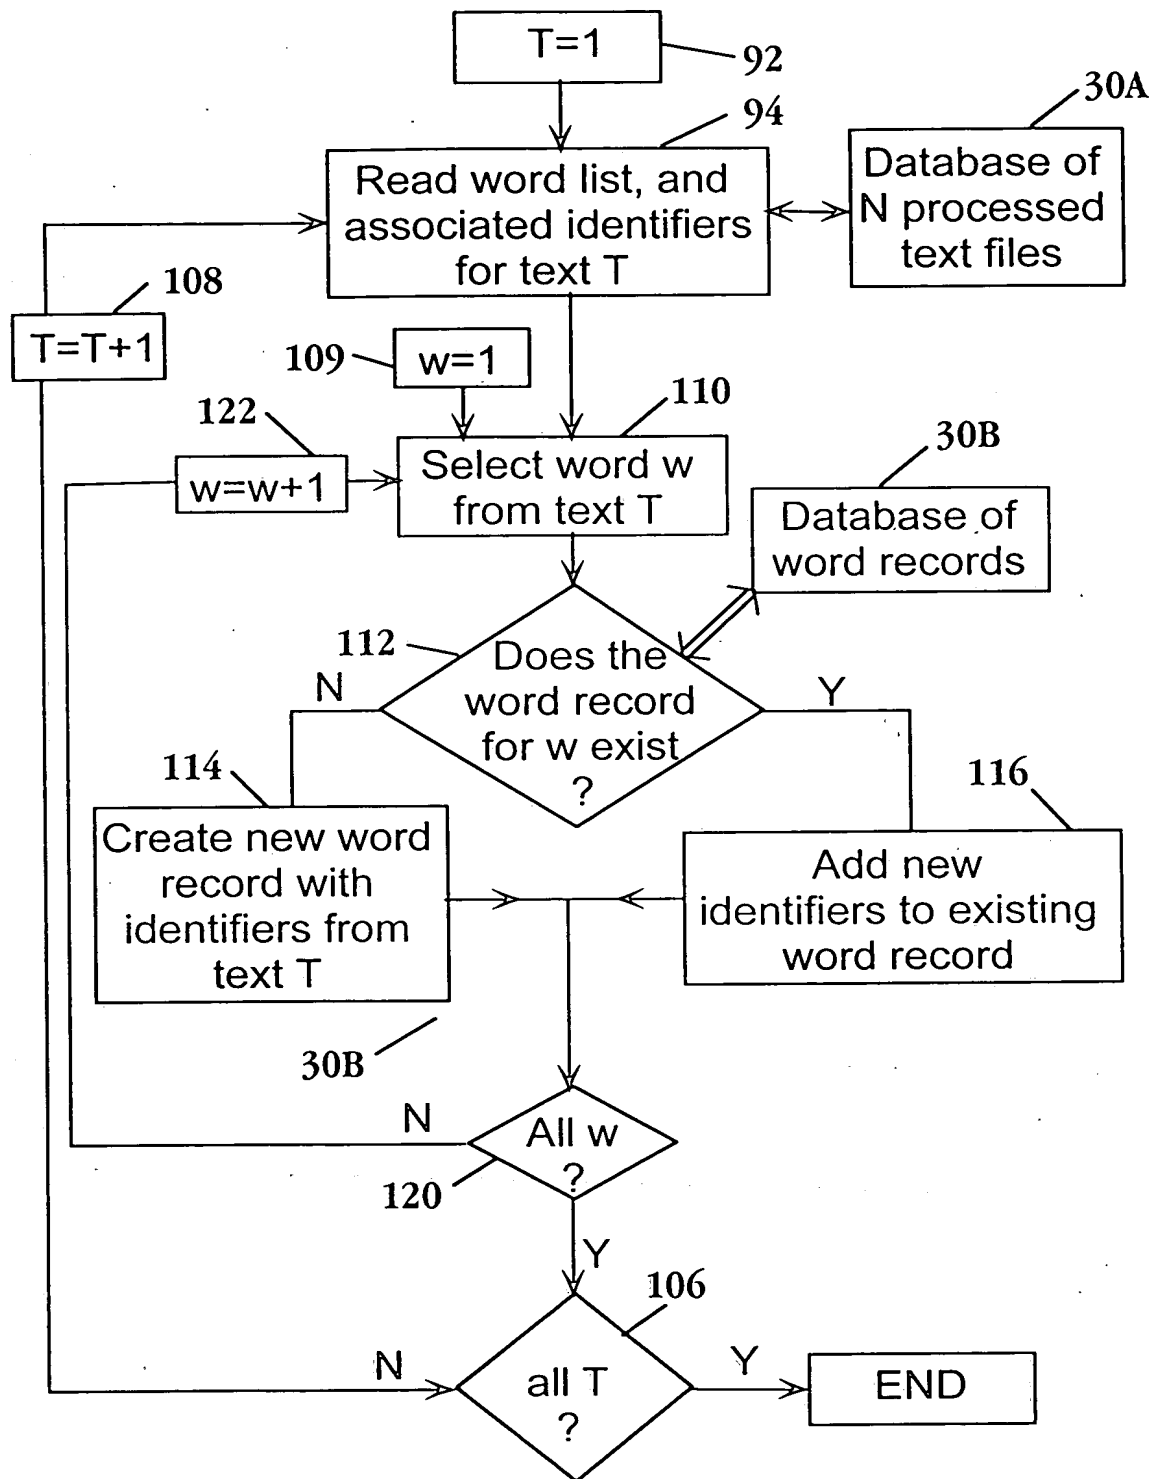 T=1
92
94
30A
Read word list, and
associated identifiers
for text T
Database of
N processed
text files
108
T=T+1
109
w=1
122
w=w+1
110
Select word w
from text T
30B
Database of
word records
112
Does the
word record
for w exist
?
N
Y
114
Create new word
record with
identifiers from
text T
116
Add new
identifiers to existing
word record
30B
N
All w
?
120
Y
106
N
all T
?
Y
END